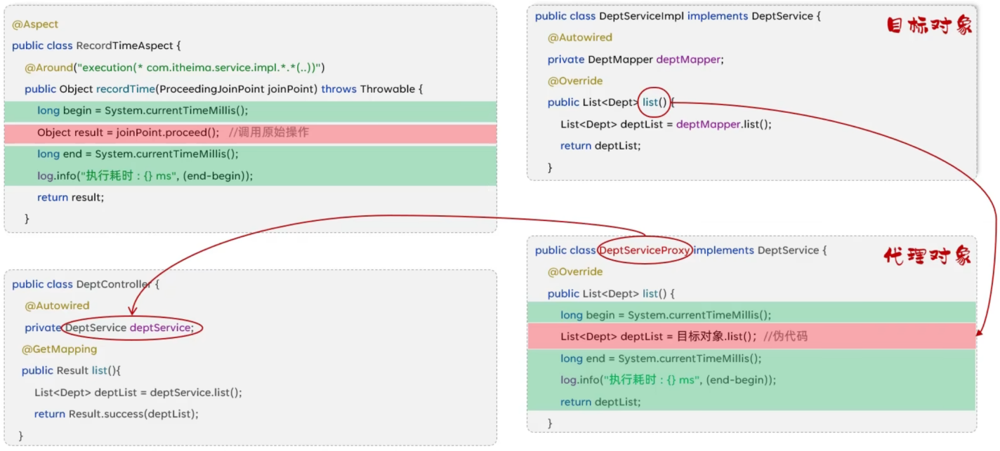 @Aspect
public class RecordTimeAspect {
@Around("execution(* com.itheima.service.impl.*.*(..))")
public Object recordTime(ProceedingJoinPoint joinPoint) throws Throwable {
long begin = System.currentTimeMillis();
Object result = joinPoint.proceed(); //调用原始操作
long end = System.currentTimeMillis();
log.info("执行耗时 : {} ms", (end-begin));
return result;
}
public class DeptServiceImpl implements DeptService {
目标对象
@Autowired
private DeptMapper deptMapper;
@Override
public List<Dept> list() {
List<Dept> deptList = deptMapper.list();
return deptList;
}
public class DeptController {
@Autowired
private DeptService deptService;
@GetMapping
public Result list(){
List<Dept> deptList = deptService.list();
return Result.success(deptList);
}
public class DeptServiceProxy implements DeptService {
代理对象
@Override
public List<Dept> list() {
long begin = System.currentTimeMillis();
List<Dept> deptList = 目标对象.list(); //伪代码
long end = System.currentTimeMillis();
log.info("执行耗时 : {} ms", (end-begin));
return deptList;
}